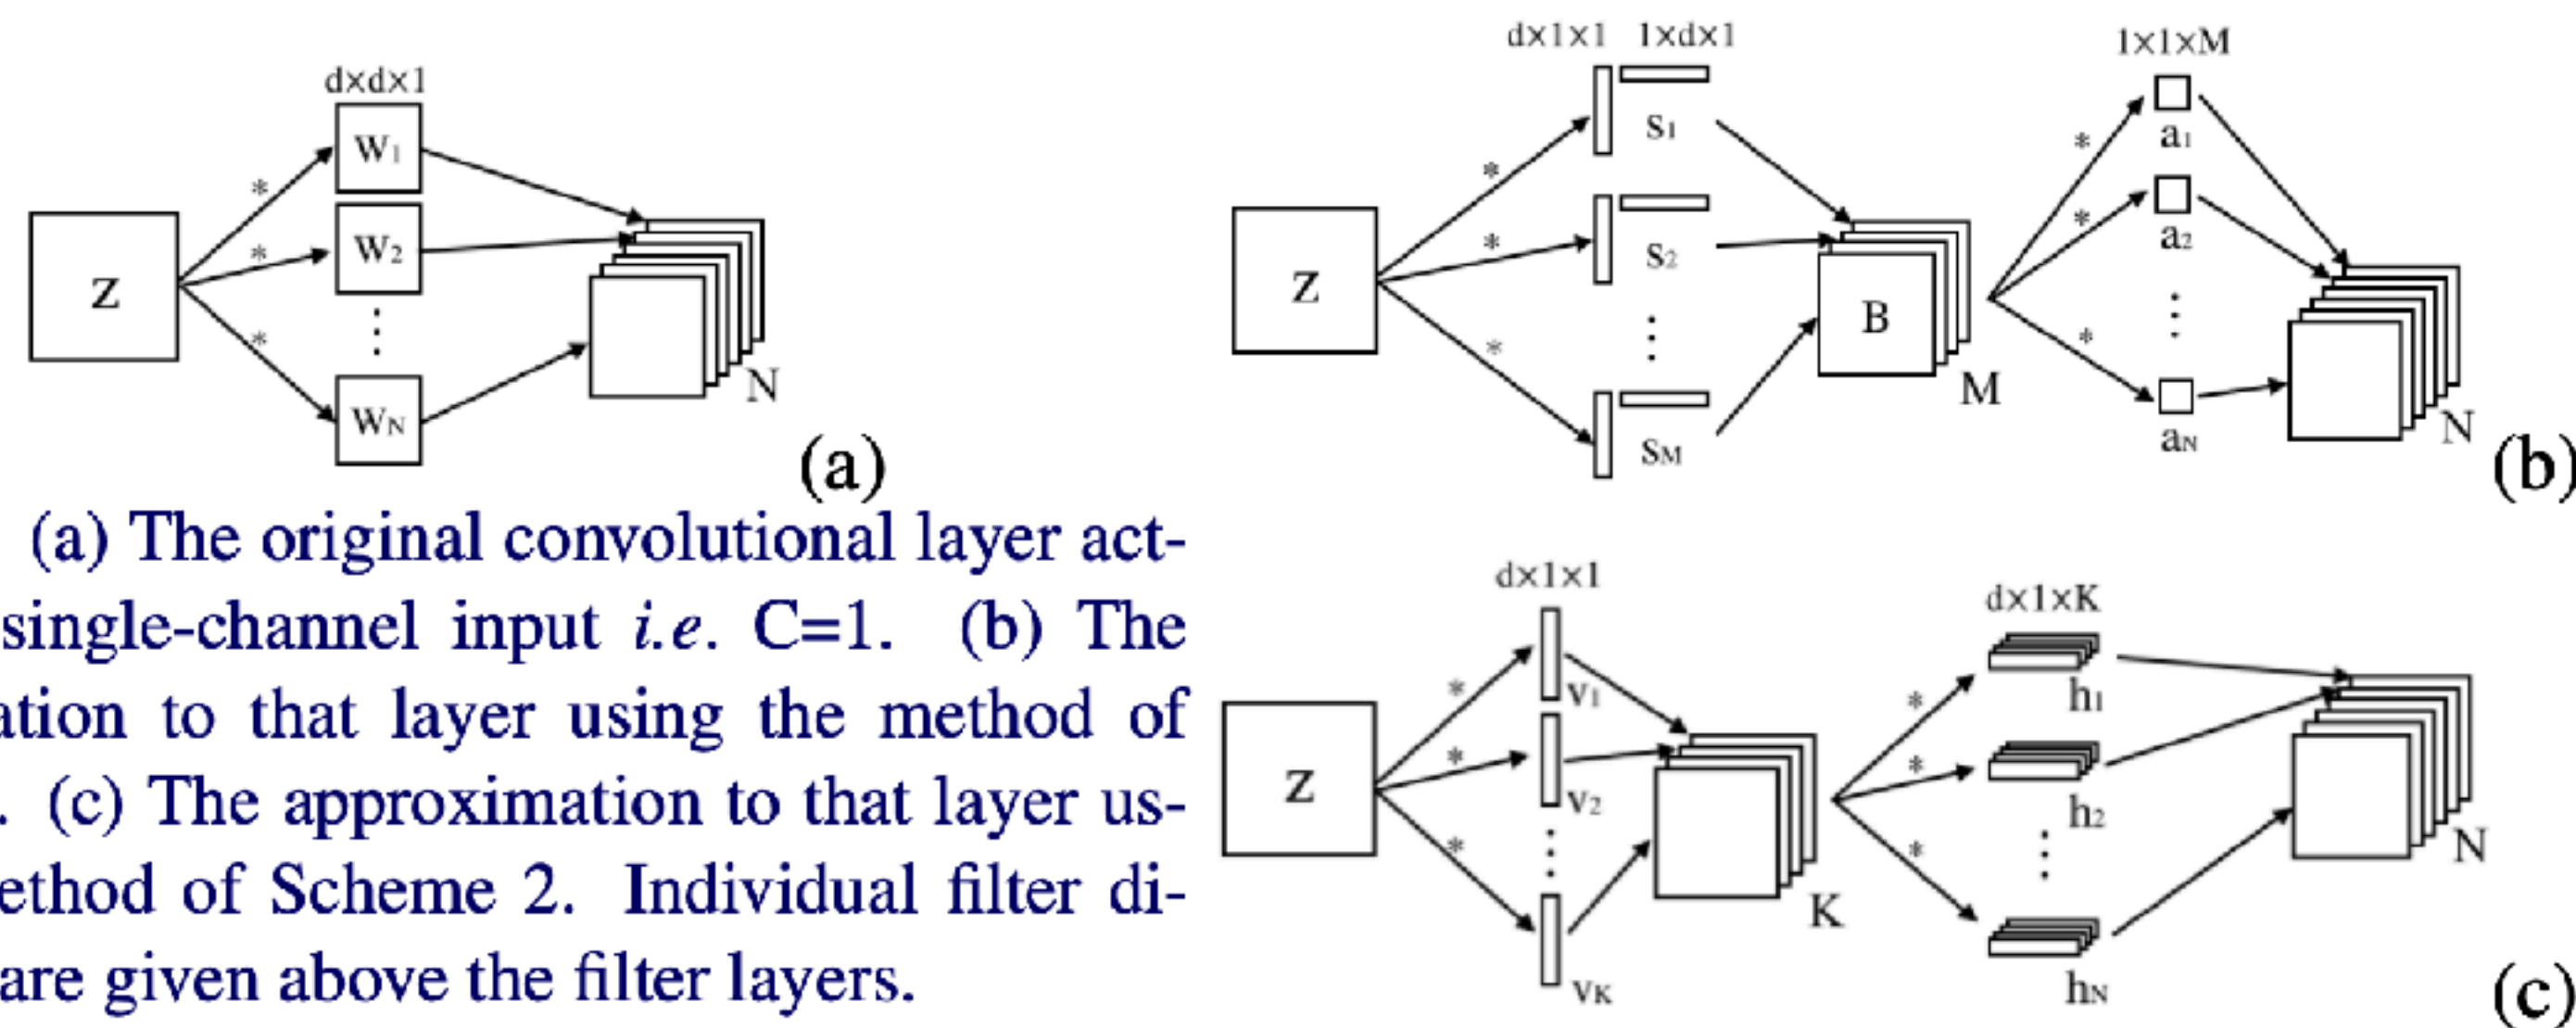 d×d×1
W1
W2
WN
Z
N
(a)
d×1×1 1×d×1
s1
s2
sM
Z
B
M
1×1×M
a1
a2
aN
N
(b)
(a) The original convolutional layer act-
single-channel input i.e. C=1. (b) The
ation to that layer using the method of
. (c) The approximation to that layer us-
ethod of Scheme 2. Individual filter di-
are given above the filter layers.
d×1×1
v1
v2
vK
Z
K
d×1×K
h1
h2
hN
N
(c)